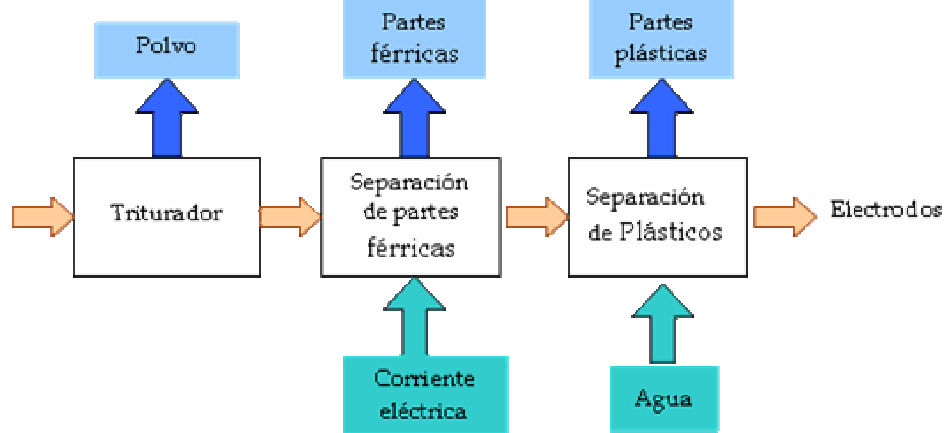 Polvo
Partes
férricas
Partes
plásticas
Triturador
Separación
de partes
férricas
Separación
de Plásticos
Electrodos
Corriente
eléctrica
Agua